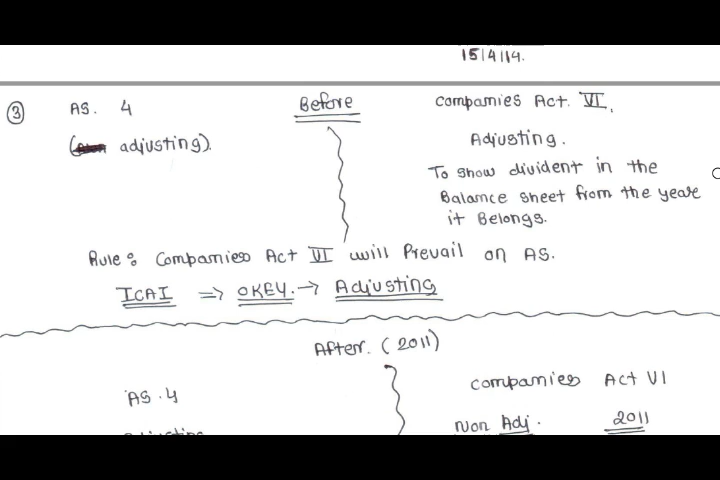 15/4/14.
③ AS. 4 Before Companies Act. VI.
( adjusting). Adjusting.
To show divident in the
Balance sheet from the year
it Belongs.
Rule: Companies Act VI will Prevail on AS.
ICAI ⇒ OKEY. → Adjusting
After. (2011)
AS.4 Companies Act VI
Non Adj. 2011